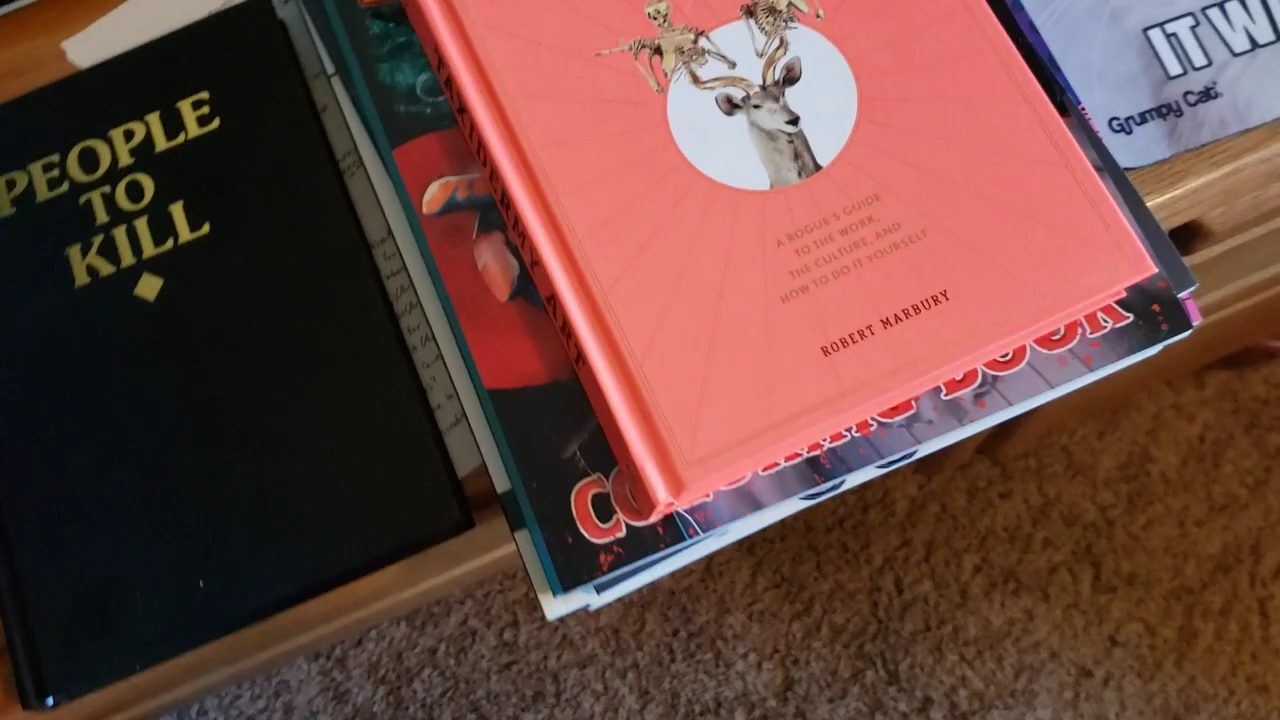 PEOPLE
TO
KILL
TAXIDERMY ART
A ROGUE'S GUIDE
TO THE WORK,
THE CULTURE, AND
HOW TO DO IT YOURSELF
ROBERT MARBURY
BOOK
IT W
Grumpy Cat